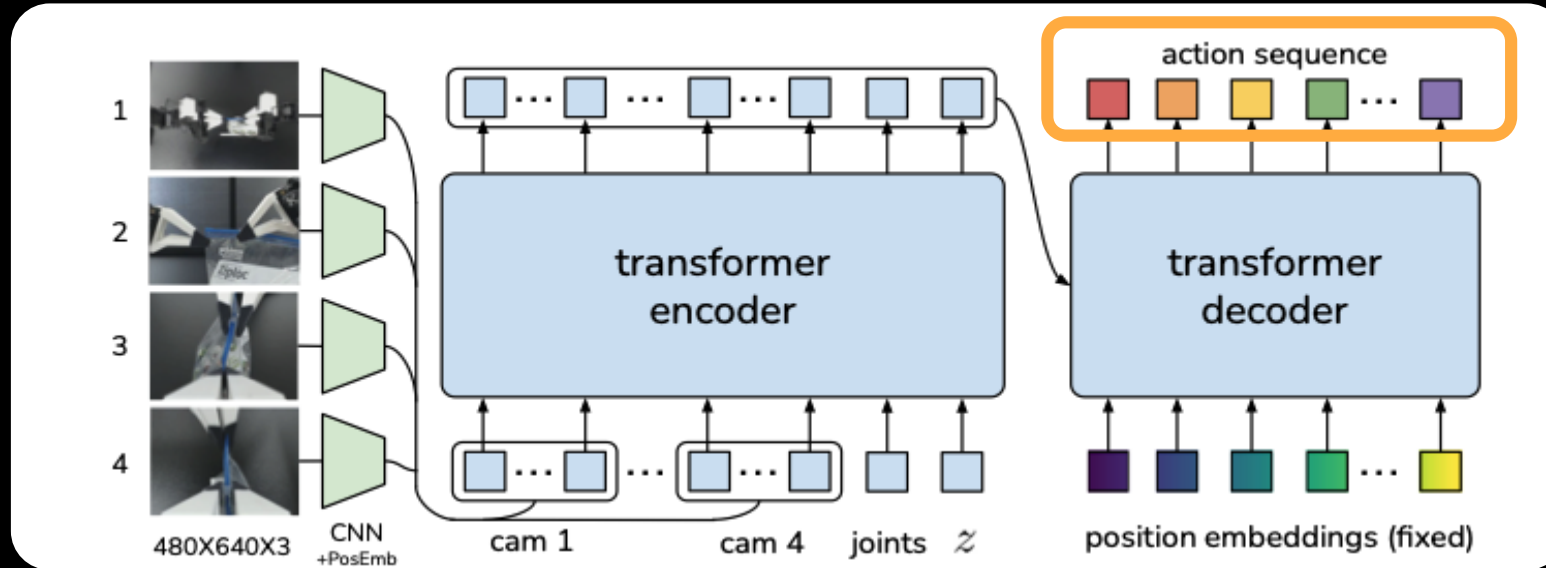 action sequence
1
2
3
4
Ziploc
transformer
encoder
transformer
decoder
480X640X3
CNN
+PosEmb
cam 1
cam 4
joints
z
position embeddings (fixed)